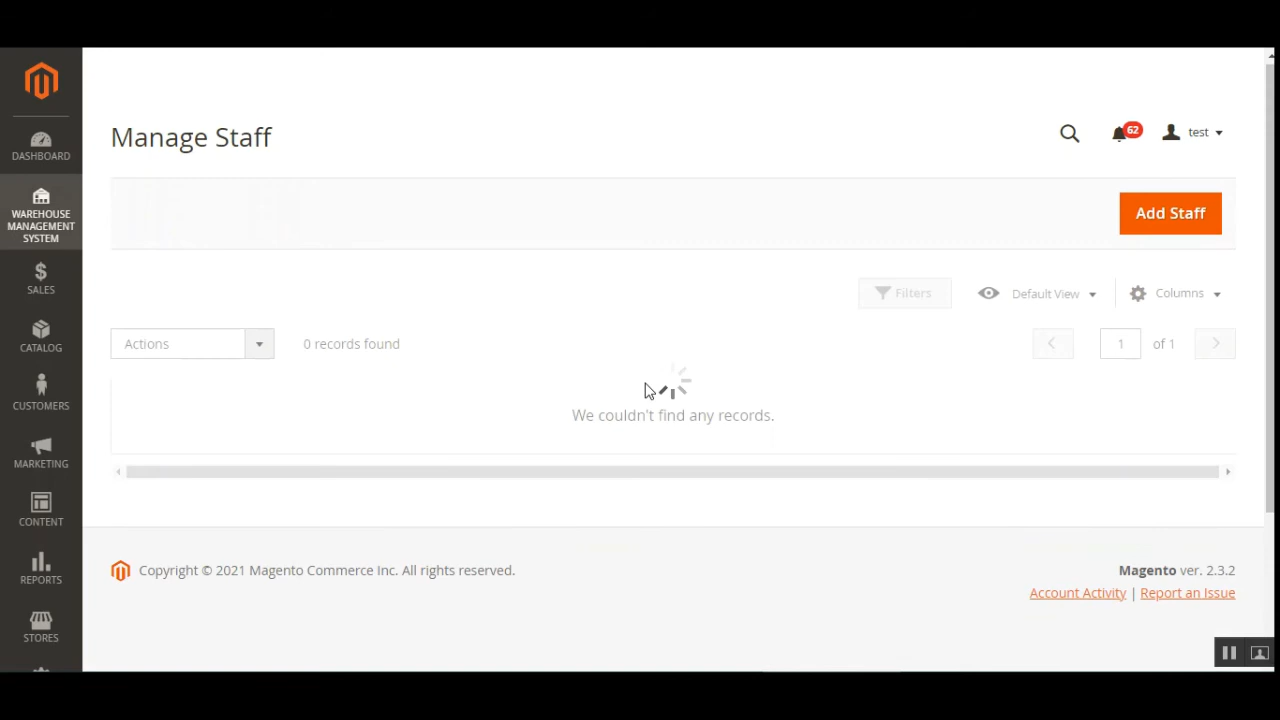 Manage Staff
62
test
DASHBOARD
WAREHOUSE
MANAGEMENT
SYSTEM
Add Staff
SALES
Filters
Default View
Columns
CATALOG
Actions
0 records found
1
of 1
CUSTOMERS
We couldn't find any records.
MARKETING
CONTENT
Copyright © 2021 Magento Commerce Inc. All rights reserved.
Magento ver. 2.3.2
REPORTS
Account Activity | Report an Issue
STORES